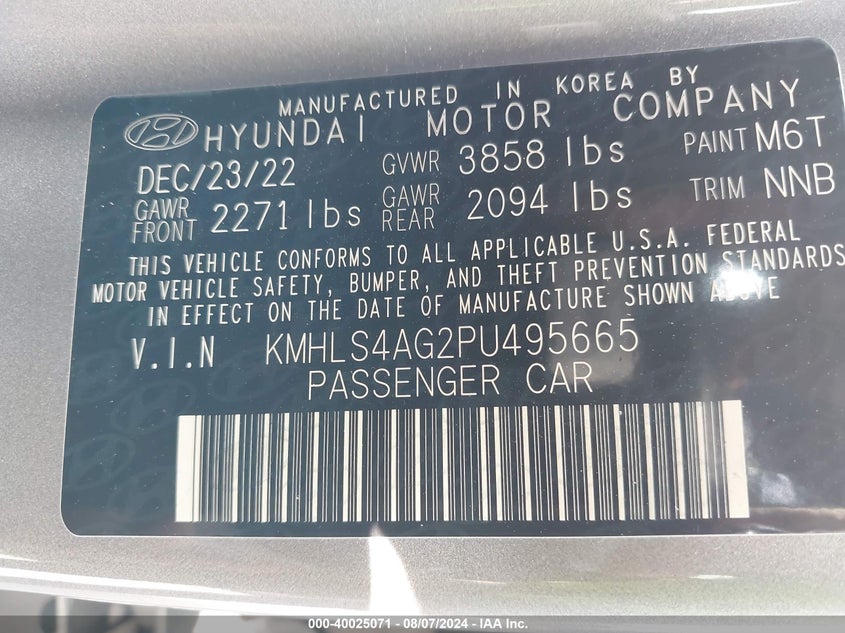 MANUFACTURED IN KOREA BY
HYUNDAI MOTOR COMPANY
DEC/23/22 GVWR 3858 lbs PAINT M6T
GAWR FRONT 2271 lbs GAWR REAR 2094 lbs TRIM NNB
THIS VEHICLE CONFORMS TO ALL APPLICABLE U.S.A. FEDERAL
MOTOR VEHICLE SAFETY, BUMPER, AND THEFT PREVENTION STANDARDS
IN EFFECT ON THE DATE OF MANUFACTURE SHOWN ABOVE
V.I.N KMHLS4AG2PU495665
PASSENGER CAR
000-40025071 - 08/07/2024 - IAA Inc.